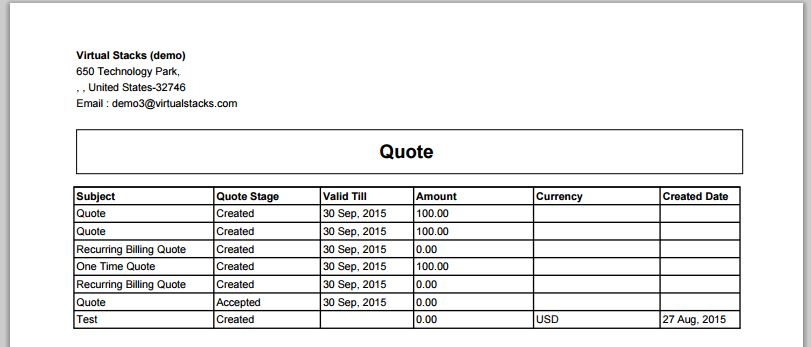 Virtual Stacks (demo)
650 Technology Park,
, , United States-32746
Email : demo3@virtualstacks.com
Quote
Subject Quote Stage Valid Till Amount Currency Created Date
Quote Created 30 Sep, 2015 100.00
Quote Created 30 Sep, 2015 100.00
Recurring Billing Quote Created 30 Sep, 2015 0.00
One Time Quote Created 30 Sep, 2015 100.00
Recurring Billing Quote Created 30 Sep, 2015 0.00
Quote Accepted 30 Sep, 2015 0.00
Test Created 0.00 USD 27 Aug, 2015